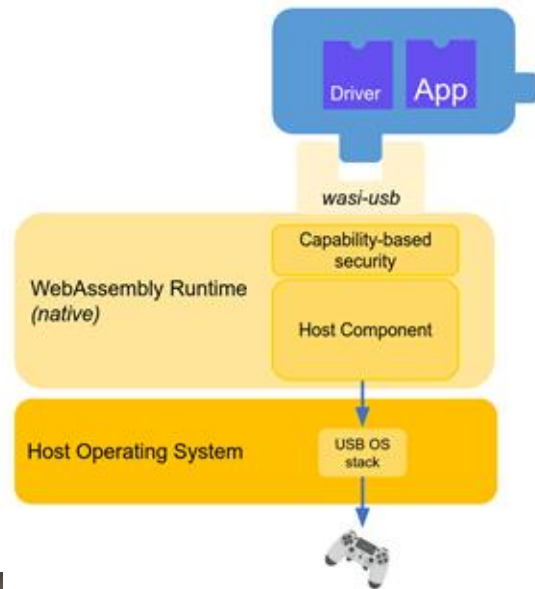 Driver
App
wasi-usb
Capability-based
security
WebAssembly Runtime
(native)
Host Component
Host Operating System
USB OS
stack